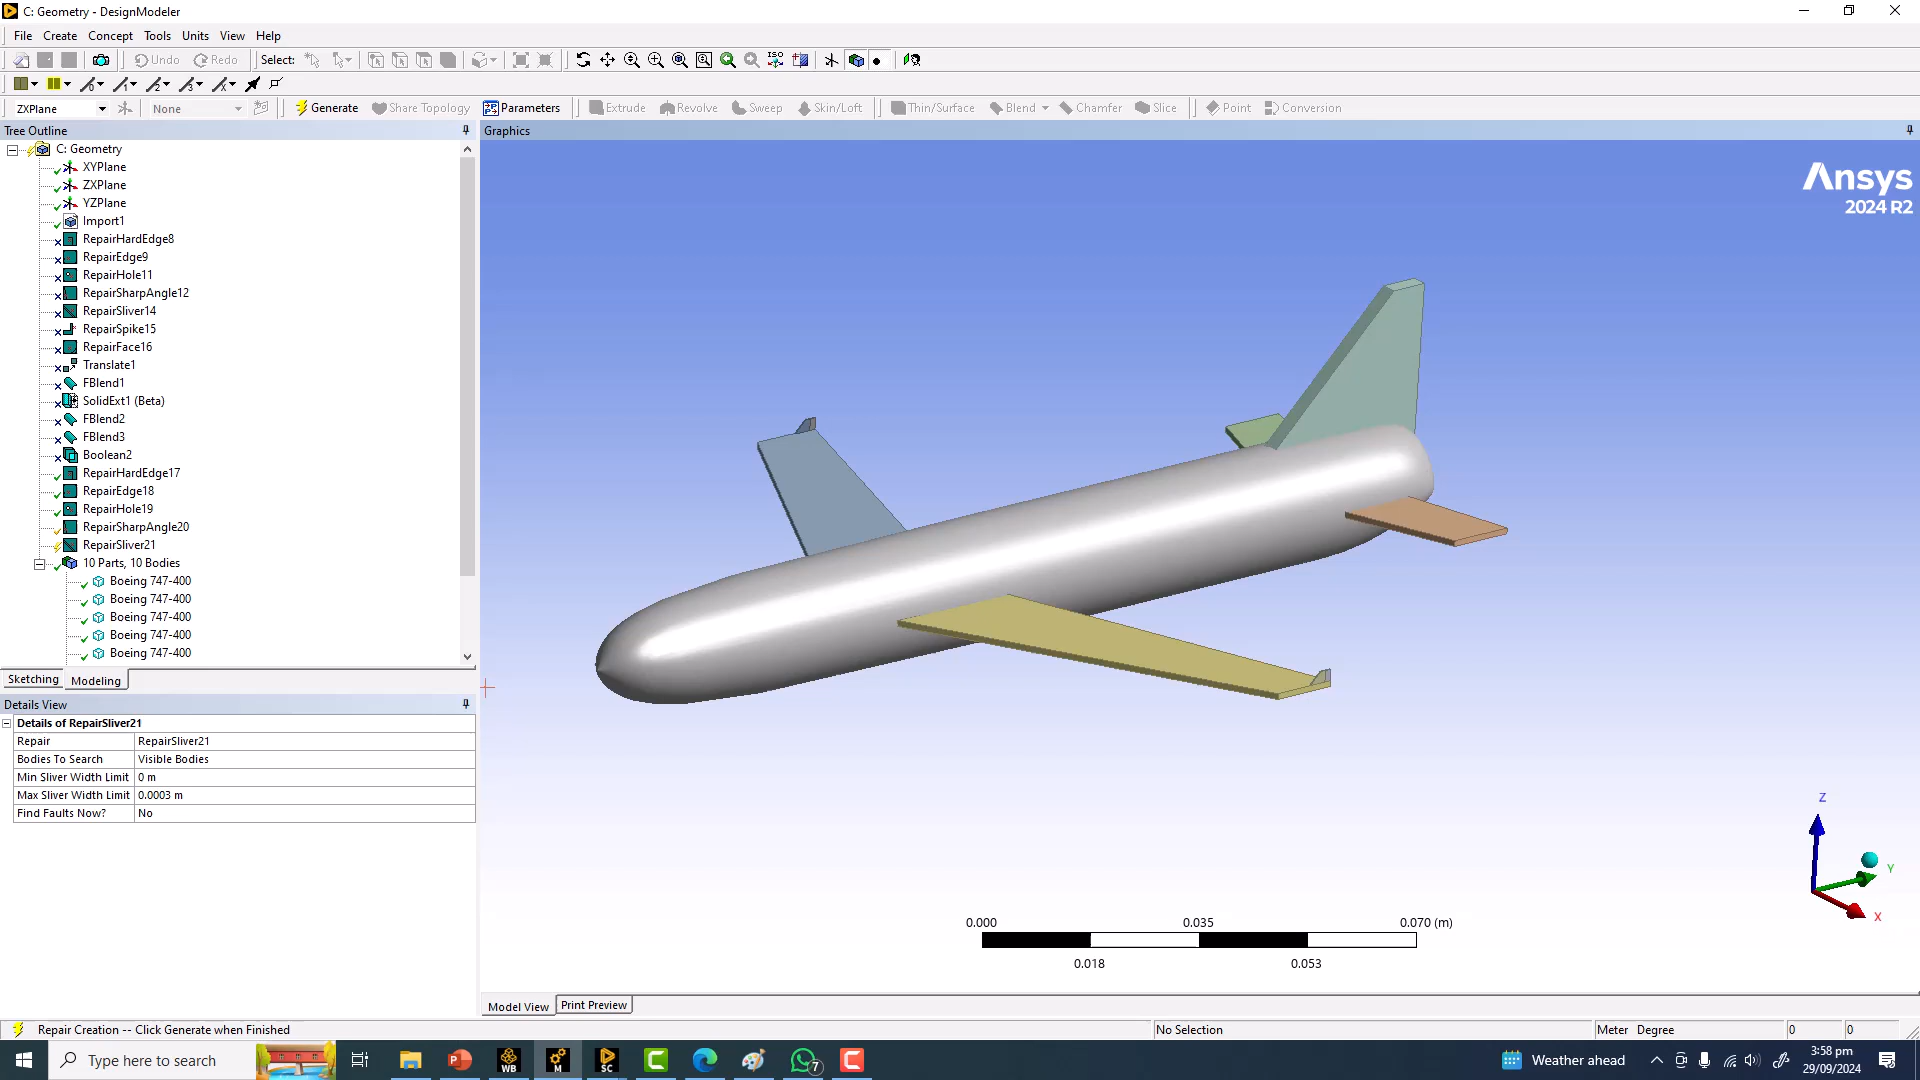 C: Geometry - DesignModeler
File Create Concept Tools Units View Help
Undo Redo Select: ISO
ZXPlane None Generate Share Topology Parameters Extrude Revolve Sweep Skin/Loft Thin/Surface Blend Chamfer Slice Point Conversion
Tree Outline
Graphics
C: Geometry
XYPlane
ZXPlane
YZPlane
Import1
RepairHardEdge8
RepairEdge9
RepairHole11
RepairSharpAngle12
RepairSliver14
RepairSpike15
RepairFace16
Translate1
FBlend1
SolidExt1 (Beta)
FBlend2
FBlend3
Boolean2
RepairHardEdge17
RepairEdge18
RepairHole19
RepairSharpAngle20
RepairSliver21
10 Parts, 10 Bodies
Boeing 747-400
Boeing 747-400
Boeing 747-400
Boeing 747-400
Boeing 747-400
Sketching Modeling
Details View
Details of RepairSliver21
Repair RepairSliver21
Bodies To Search Visible Bodies
Min Sliver Width Limit 0 m
Max Sliver Width Limit 0.0003 m
Find Faults Now? No
Ansys
2024 R2
Z
Y
X
0.000 0.035 0.070 (m)
0.018 0.053
Model View Print Preview
Repair Creation -- Click Generate when Finished No Selection Meter Degree 0 0
Type here to search WB M SC 7 Weather ahead 3:58 pm
29/09/2024